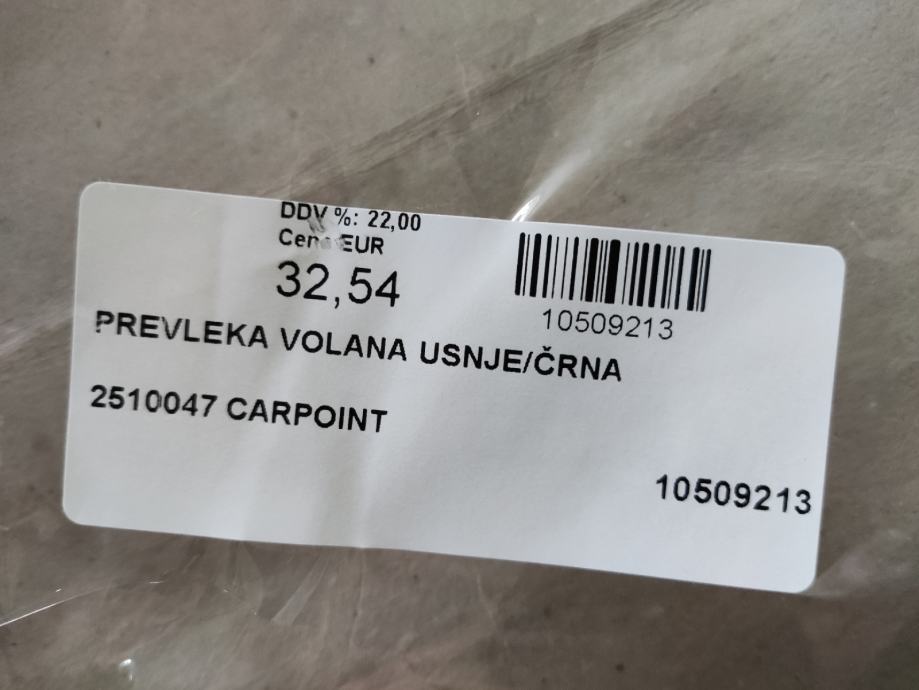 DDV %: 22,00
Cena EUR
32,54
10509213
PREVLEKA VOLANA USNJE/ČRNA
2510047 CARPOINT
10509213